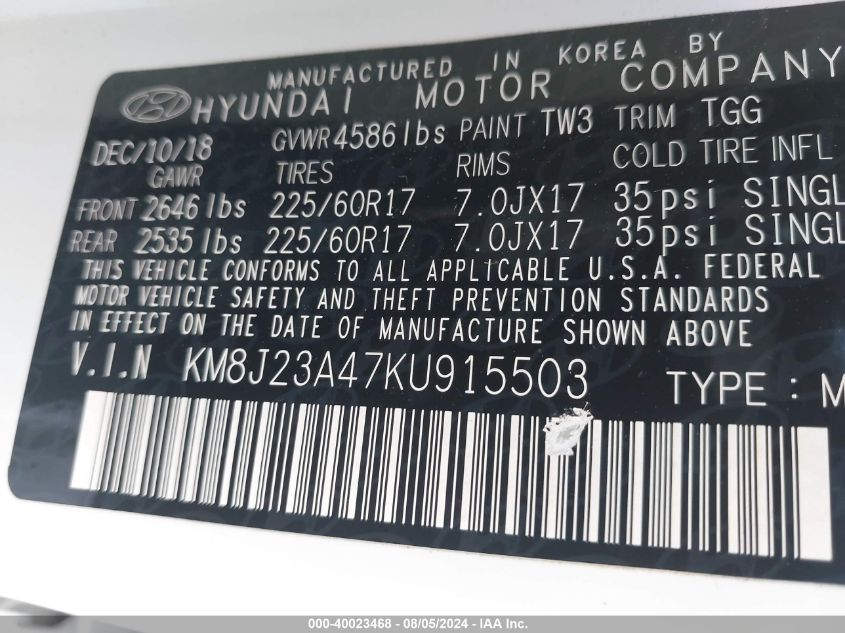 MANUFACTURED IN KOREA BY
HYUNDAI MOTOR COMPANY
DEC/10/18 GVWR 4586 lbs PAINT TW3 TRIM TGG
GAWR TIRES RIMS COLD TIRE INFL
FRONT 2646 lbs 225/60R17 7.0JX17 35psi SINGL
REAR 2535 lbs 225/60R17 7.0JX17 35psi SINGL
THIS VEHICLE CONFORMS TO ALL APPLICABLE U.S.A. FEDERAL
MOTOR VEHICLE SAFETY AND THEFT PREVENTION STANDARDS
IN EFFECT ON THE DATE OF MANUFACTURE SHOWN ABOVE
V.I.N KM8J23A47KU915503 TYPE : M
000-40023468 - 08/05/2024 - IAA Inc.